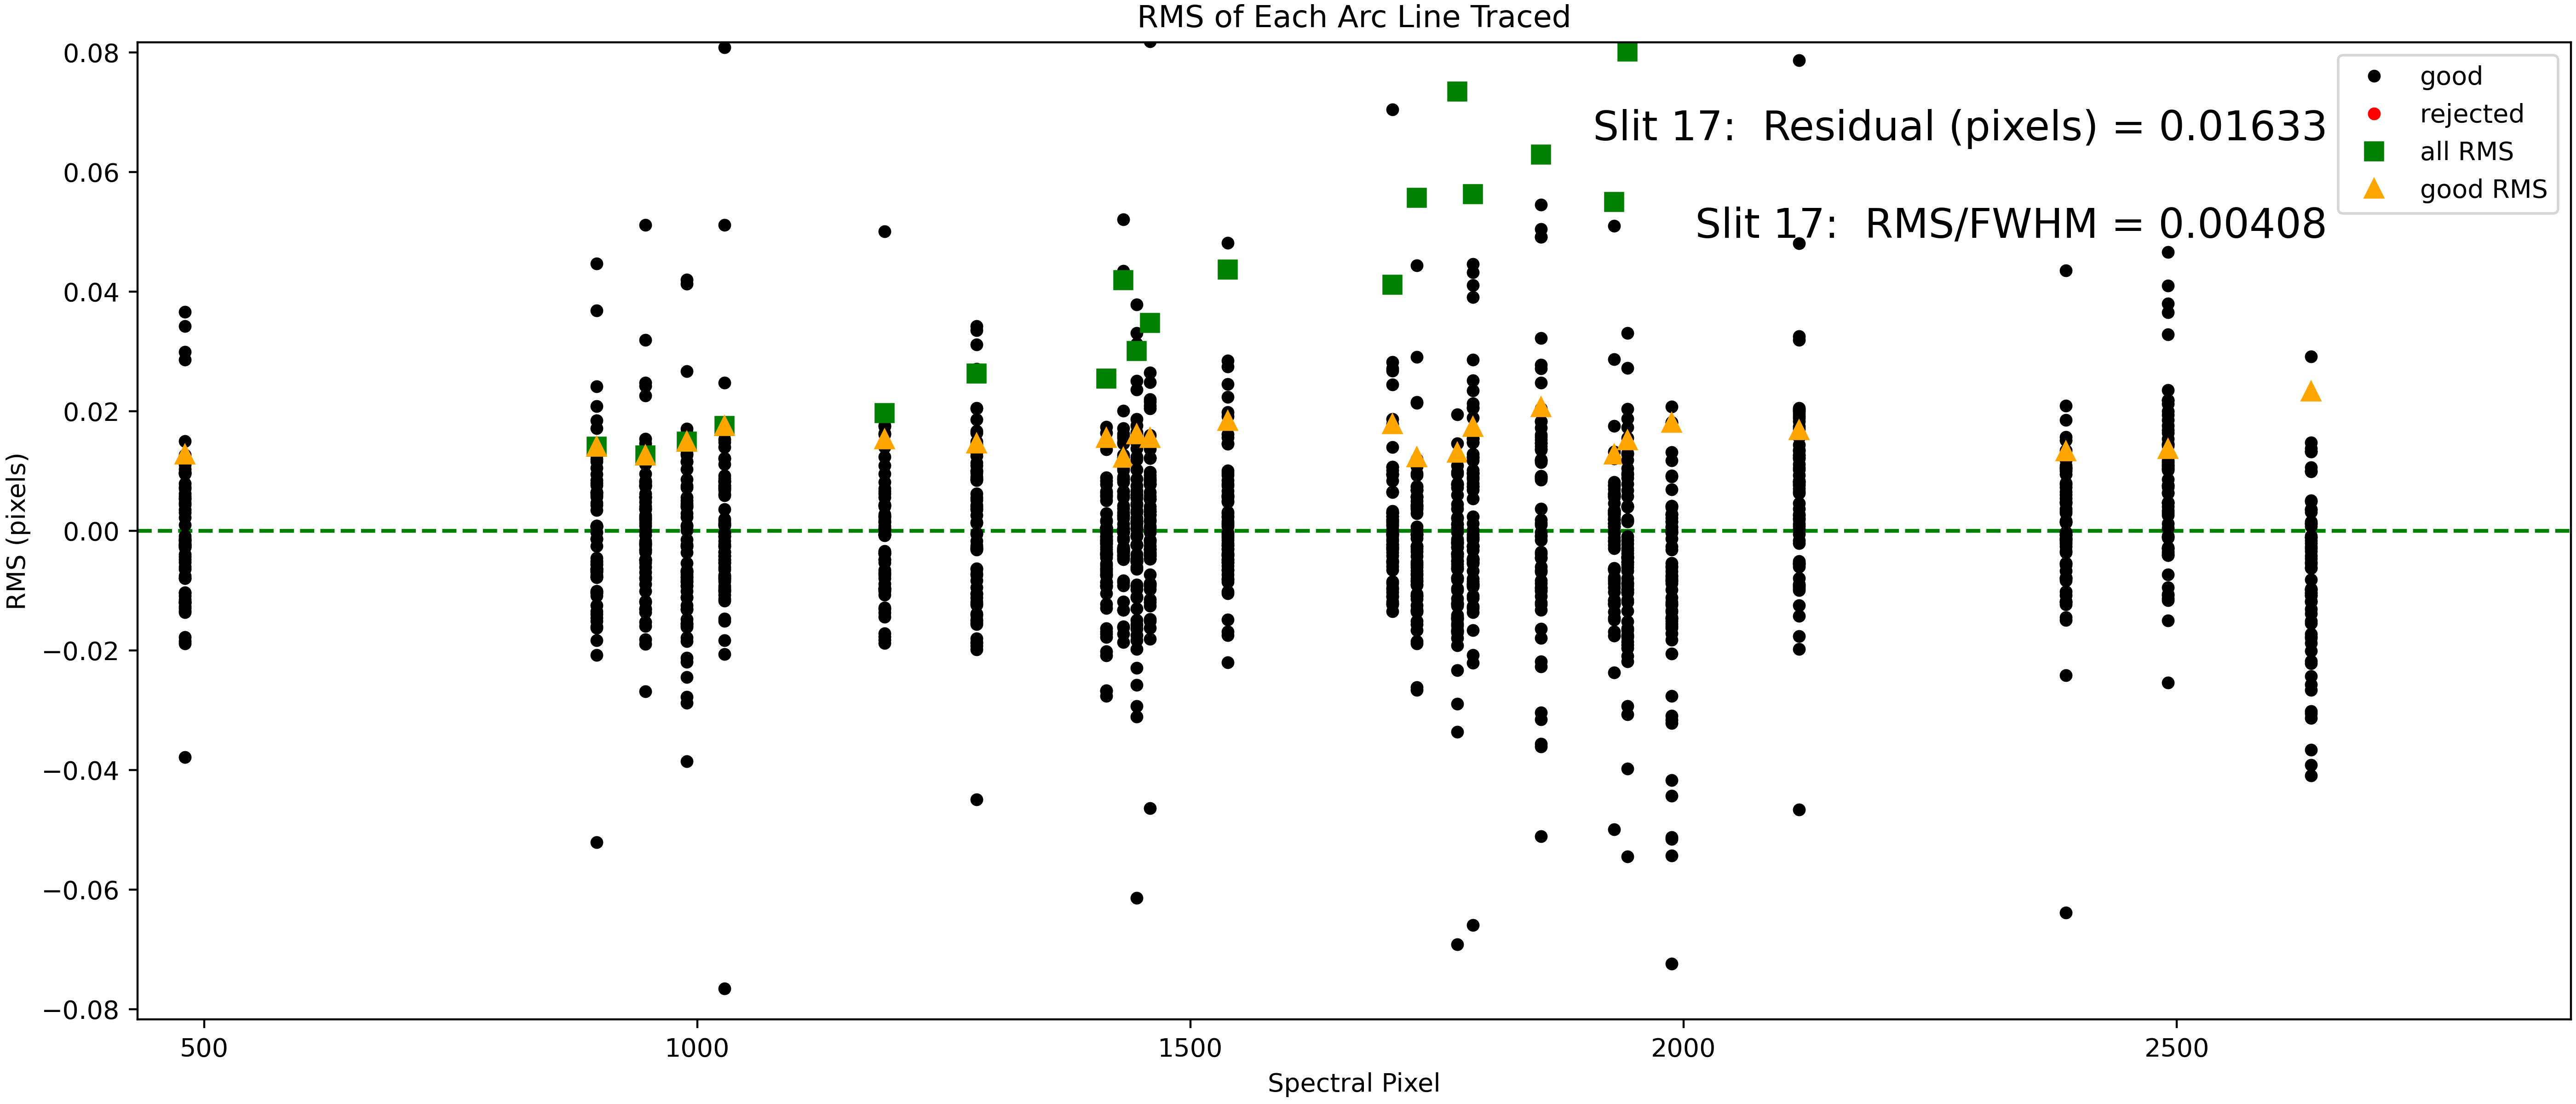 RMS of Each Arc Line Traced
RMS (pixels)
0.08
0.06
0.04
0.02
0.00
−0.02
−0.04
−0.06
−0.08
Slit 17:  Residual (pixels) = 0.01633
Slit 17:  RMS/FWHM = 0.00408
good
rejected
all RMS
good RMS
500
1000
1500
2000
2500
Spectral Pixel